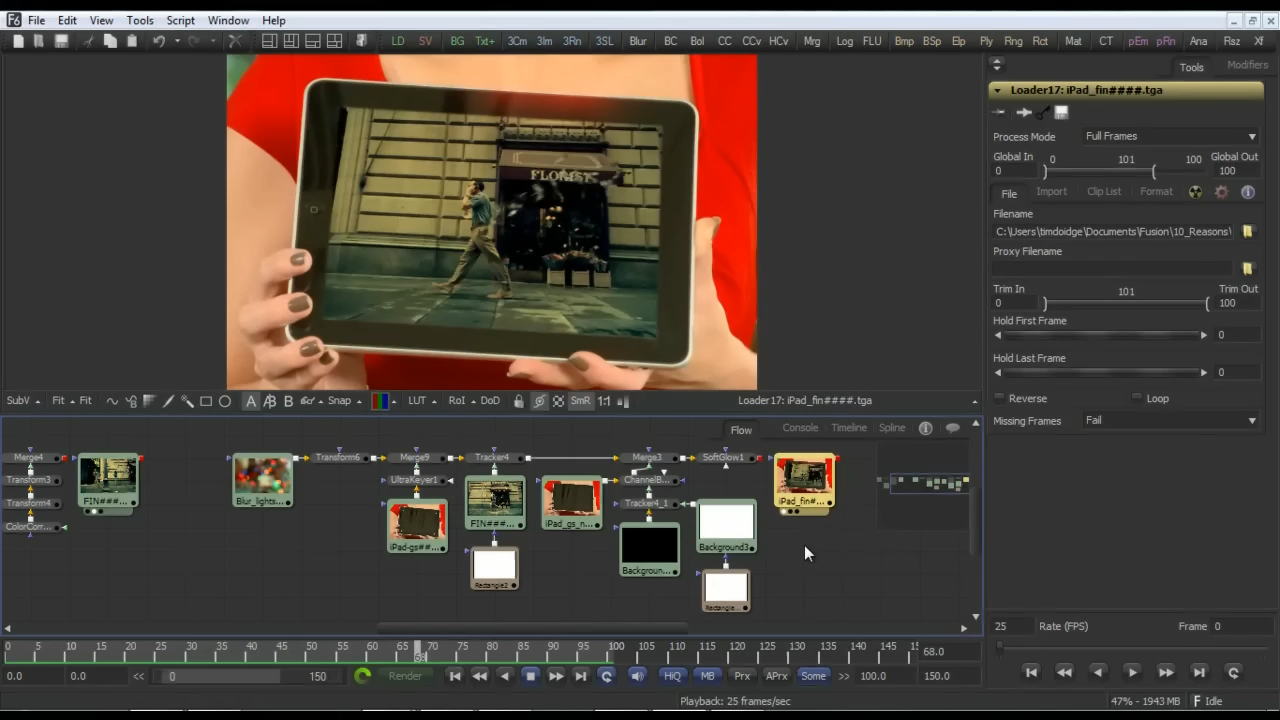 File Edit View Tools Script Window Help
LD SV BG Txt+ 3Cm 3Im 3Rn 3SL Blur BC Bol CC CCv HCv Mrg Log FLU Bmp BSp Elp Ply Rng Rct Mat CT pEm pRn Ana Rsz Xf
Tools Modifiers
Loader17: iPad_fin####.tga
Process Mode Full Frames
Global In 0 101 100 Global Out
0 100
File Import Clip List Format
Filename
C:\Users\timdoidge\Documents\Fusion\10_Reasons\
Proxy Filename
Trim In 101 Trim Out
0 100
Hold First Frame
0
Hold Last Frame
0
Reverse Loop
Missing Frames Fail
FLORISTS
SubV Fit Fit A B Snap LUT RoI DoD SmR 1:1 Loader17: iPad_fin####.tga
Flow Console Timeline Spline
Merge4 Transform6 Merge9 Tracker4 Merge3 SoftGlow1
Transform3 UltraKeyer1 ChannelB...
Transform4 FIN###... Blur_lights... Tracker4_1 iPad_fin#...
ColorCorr... FIN###... iPad_gs_n...
iPad-gs##... Background3
Backgroun...
Rectangle2
Rectangle...
0 5 10 15 20 25 30 35 40 45 50 55 60 65 68 70 75 80 85 90 95 100 105 110 115 120 125 130 135 140 145 68.0
0.0 0.0 << 0 150 Render HiQ MB Prx APrx Some >> 100.0 150.0
25 Rate (FPS) Frame 0
Playback: 25 frames/sec 47% - 1943 MB Idle